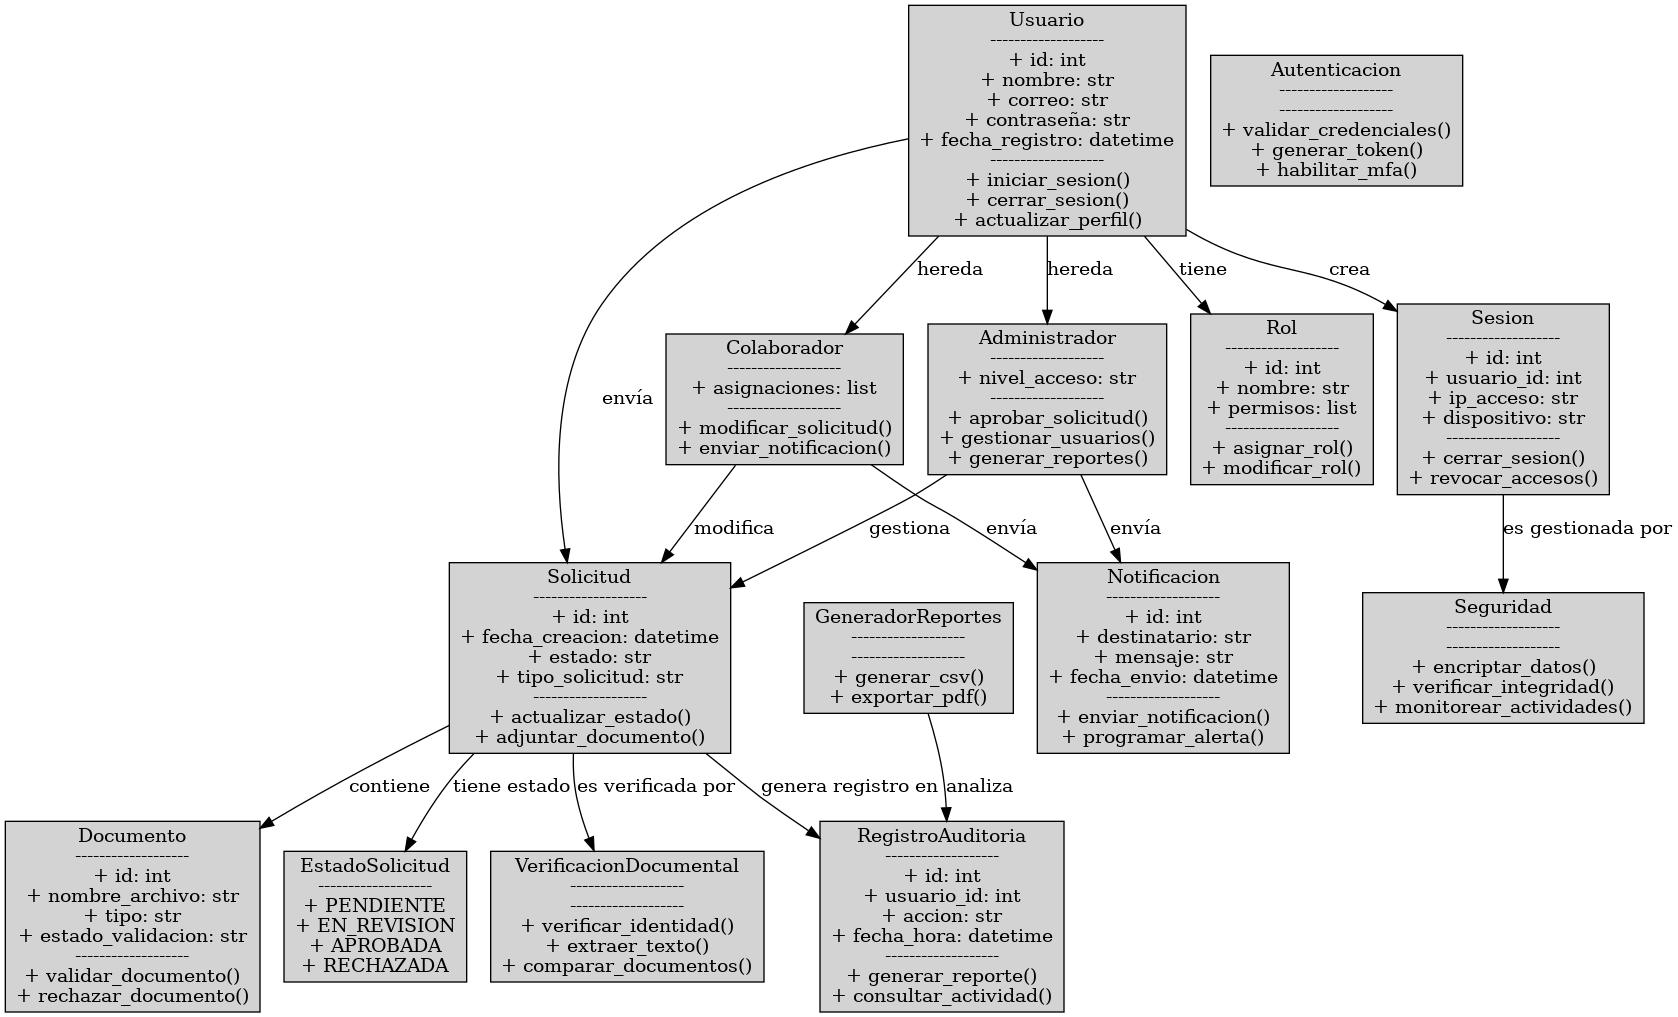 Usuario
-------------------
+ id: int
+ nombre: str
+ correo: str
+ contraseña: str
+ fecha_registro: datetime
-------------------
+ iniciar_sesion()
+ cerrar_sesion()
+ actualizar_perfil()
Autenticacion
-------------------
-------------------
+ validar_credenciales()
+ generar_token()
+ habilitar_mfa()
hereda
hereda
tiene
crea
envía
Colaborador
-------------------
+ asignaciones: list
-------------------
+ modificar_solicitud()
+ enviar_notificacion()
Administrador
-------------------
+ nivel_acceso: str
-------------------
+ aprobar_solicitud()
+ gestionar_usuarios()
+ generar_reportes()
Rol
-------------------
+ id: int
+ nombre: str
+ permisos: list
-------------------
+ asignar_rol()
+ modificar_rol()
Sesion
-------------------
+ id: int
+ usuario_id: int
+ ip_acceso: str
+ dispositivo: str
-------------------
+ cerrar_sesion()
+ revocar_accesos()
modifica
gestiona
envía
envía
es gestionada por
Solicitud
-------------------
+ id: int
+ fecha_creacion: datetime
+ estado: str
+ tipo_solicitud: str
-------------------
+ actualizar_estado()
+ adjuntar_documento()
GeneradorReportes
-------------------
-------------------
+ generar_csv()
+ exportar_pdf()
Notificacion
-------------------
+ id: int
+ destinatario: str
+ mensaje: str
+ fecha_envio: datetime
-------------------
+ enviar_notificacion()
+ programar_alerta()
Seguridad
-------------------
-------------------
+ encriptar_datos()
+ verificar_integridad()
+ monitorear_actividades()
contiene
tiene estado
es verificada por
genera registro en
analiza
Documento
-------------------
+ id: int
+ nombre_archivo: str
+ tipo: str
+ estado_validacion: str
-------------------
+ validar_documento()
+ rechazar_documento()
EstadoSolicitud
-------------------
+ PENDIENTE
+ EN_REVISION
+ APROBADA
+ RECHAZADA
VerificacionDocumental
-------------------
-------------------
+ verificar_identidad()
+ extraer_texto()
+ comparar_documentos()
RegistroAuditoria
-------------------
+ id: int
+ usuario_id: int
+ accion: str
+ fecha_hora: datetime
-------------------
+ generar_reporte()
+ consultar_actividad()